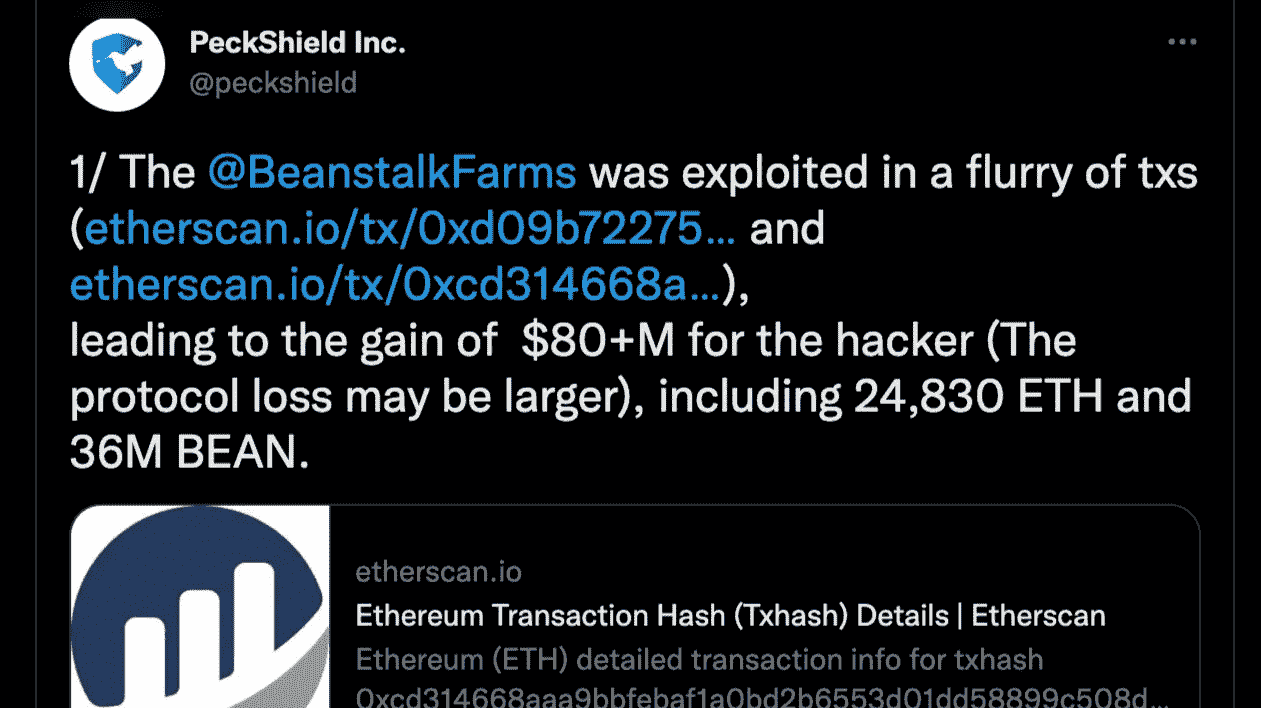 PeckShield Inc.
@peckshield
1/ The @BeanstalkFarms was exploited in a flurry of txs
(etherscan.io/tx/0xd09b72275... and
etherscan.io/tx/0xcd314668a...),
leading to the gain of $80+M for the hacker (The
protocol loss may be larger), including 24,830 ETH and
36M BEAN.
etherscan.io
Ethereum Transaction Hash (Txhash) Details | Etherscan
Ethereum (ETH) detailed transaction info for txhash
0xcd314668aaa9bbfebaf1a0bd2b6553d01dd58899c508d...